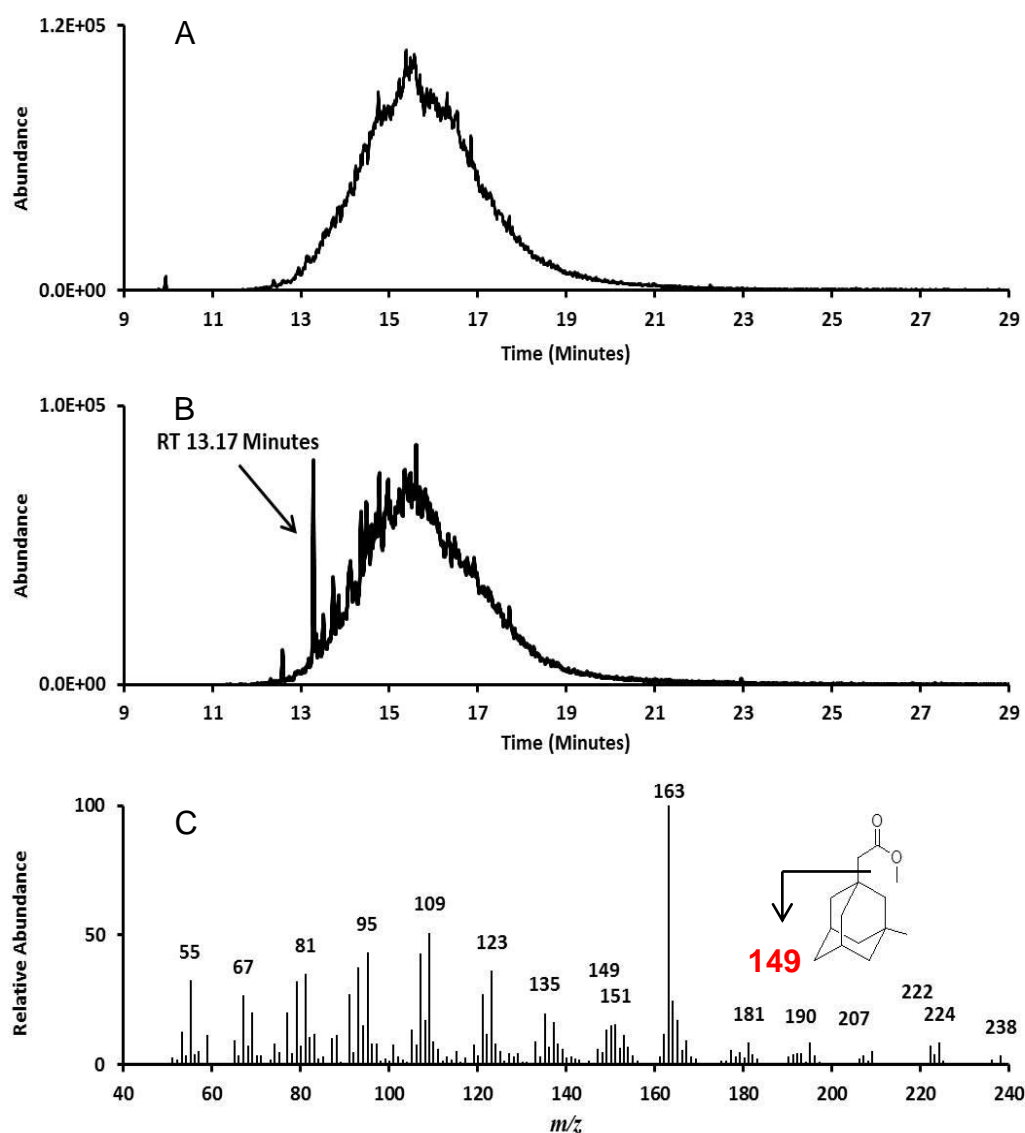 A
1.2E+05
Abundance
0.0E+00
9 11 13 15 17 19 21 23 25 27 29
Time (Minutes)
B
1.0E+05
RT 13.17 Minutes
Abundance
0.0E+00
9 11 13 15 17 19 21 23 25 27 29
Time (Minutes)
C
100
Relative Abundance
50
0
163
O
O
55
67
81
95
109
123
135
149
151
149
181
190
207
222
224
238
40 60 80 100 120 140 160 180 200 220 240
m/z